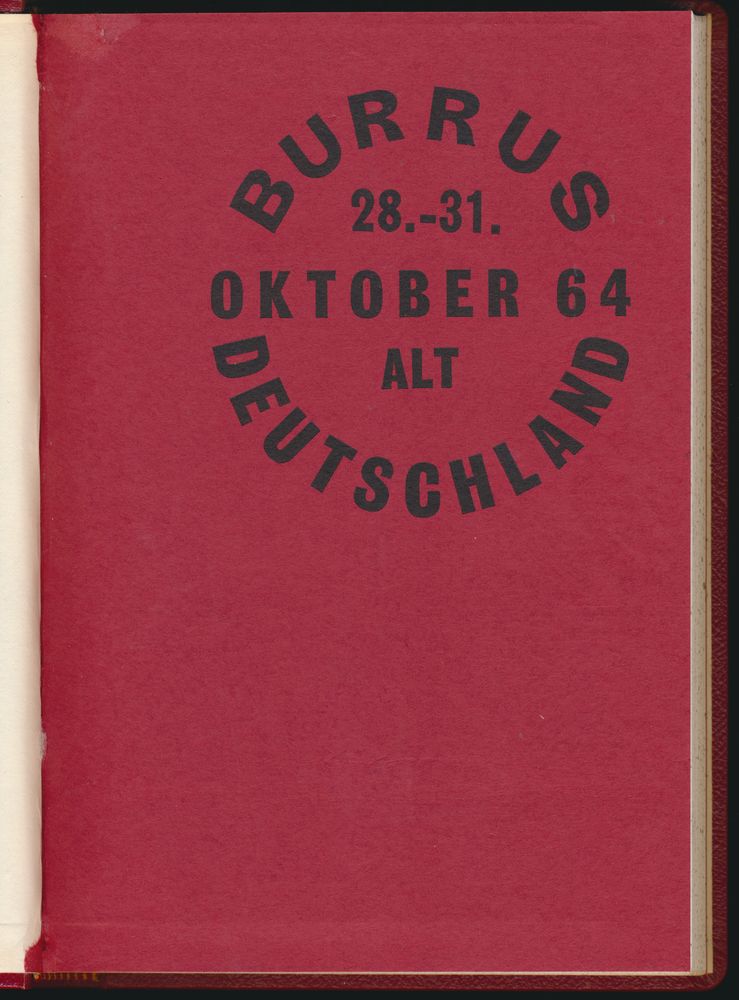 BURRUS
28.-31.
OKTOBER 64
ALT
DEUTSCHLAND